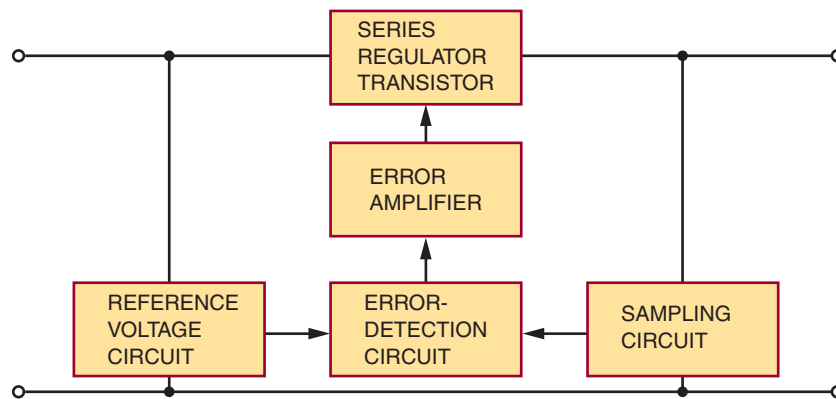 SERIES
REGULATOR
TRANSISTOR
ERROR
AMPLIFIER
REFERENCE
VOLTAGE
CIRCUIT
ERROR-
DETECTION
CIRCUIT
SAMPLING
CIRCUIT